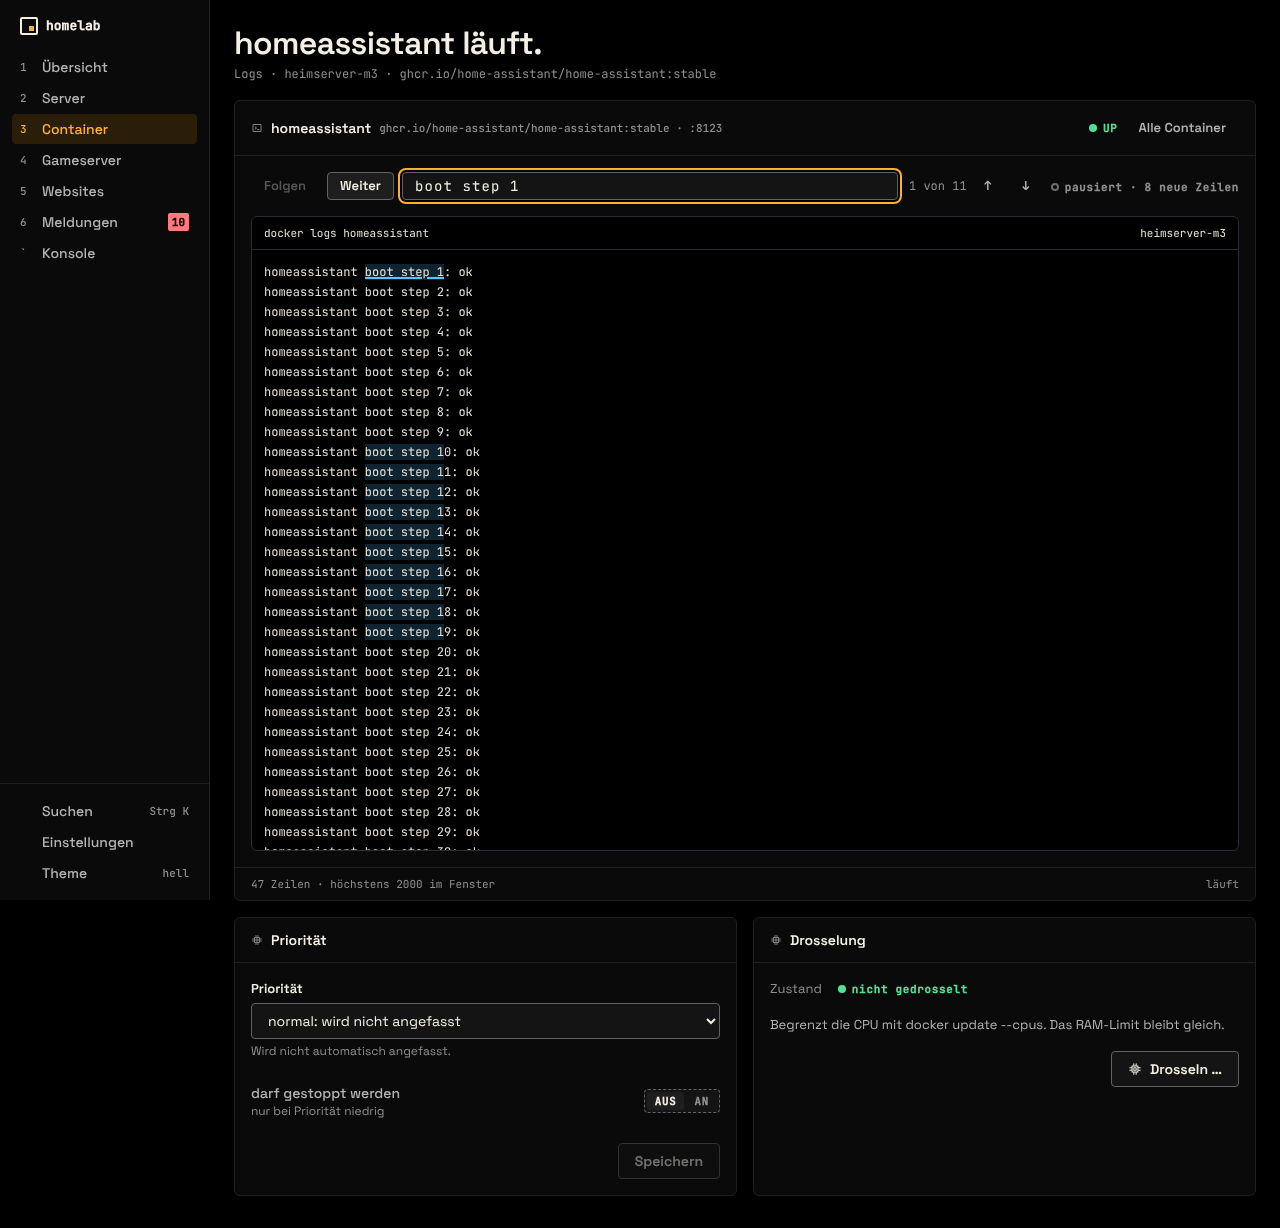 homelab
1 Übersicht
2 Server
3 Container
4 Gameserver
5 Websites
6 Meldungen 10
` Konsole
Suchen Strg K
Einstellungen
Theme hell
homeassistant läuft.
Logs · heimserver-m3 · ghcr.io/home-assistant/home-assistant:stable
homeassistant ghcr.io/home-assistant/home-assistant:stable · :8123 UP Alle Container
Folgen Weiter boot step 1 1 von 11 ↑ ↓ pausiert · 8 neue Zeilen
docker logs homeassistant heimserver-m3
homeassistant boot step 1: ok
homeassistant boot step 2: ok
homeassistant boot step 3: ok
homeassistant boot step 4: ok
homeassistant boot step 5: ok
homeassistant boot step 6: ok
homeassistant boot step 7: ok
homeassistant boot step 8: ok
homeassistant boot step 9: ok
homeassistant boot step 10: ok
homeassistant boot step 11: ok
homeassistant boot step 12: ok
homeassistant boot step 13: ok
homeassistant boot step 14: ok
homeassistant boot step 15: ok
homeassistant boot step 16: ok
homeassistant boot step 17: ok
homeassistant boot step 18: ok
homeassistant boot step 19: ok
homeassistant boot step 20: ok
homeassistant boot step 21: ok
homeassistant boot step 22: ok
homeassistant boot step 23: ok
homeassistant boot step 24: ok
homeassistant boot step 25: ok
homeassistant boot step 26: ok
homeassistant boot step 27: ok
homeassistant boot step 28: ok
homeassistant boot step 29: ok
homeassistant boot step 30: ok
47 Zeilen · höchstens 2000 im Fenster läuft
Priorität
Priorität
normal: wird nicht angefasst
Wird nicht automatisch angefasst.
darf gestoppt werden AUS AN
nur bei Priorität niedrig
Speichern
Drosselung
Zustand nicht gedrosselt
Begrenzt die CPU mit docker update --cpus. Das RAM-Limit bleibt gleich.
Drosseln …